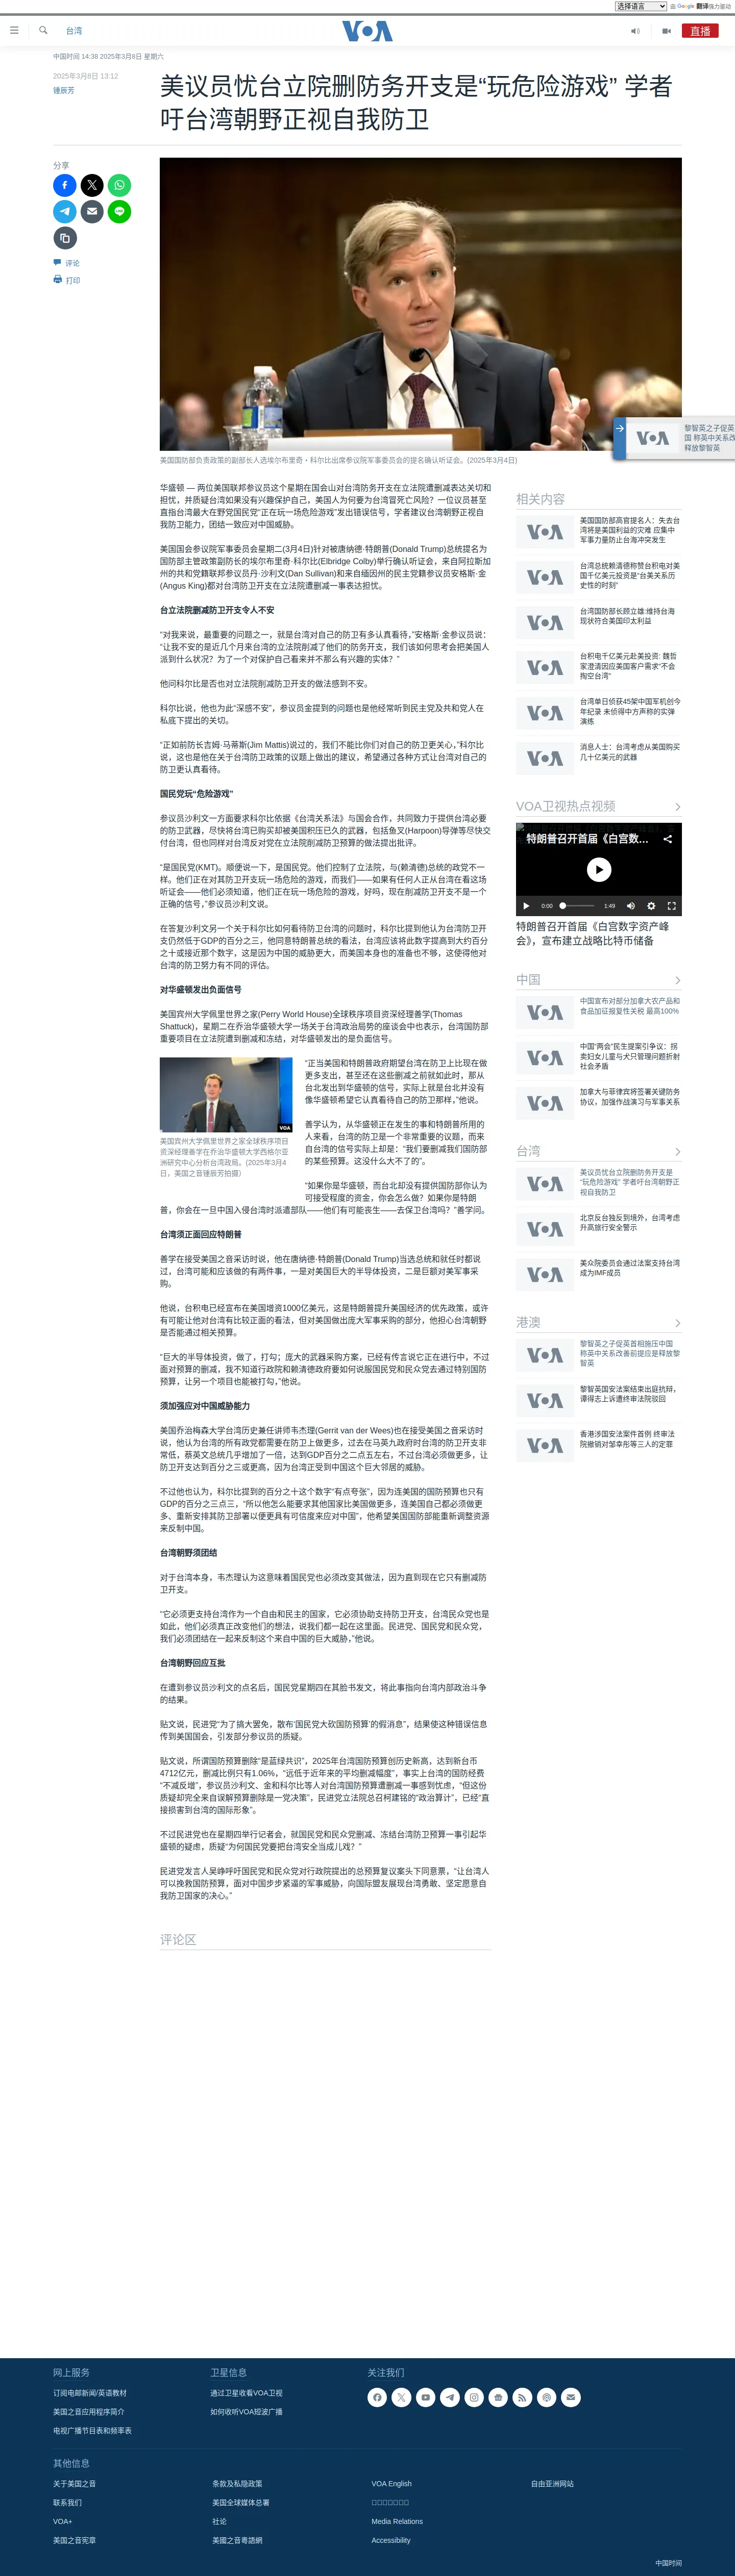 选择语言
由 Google 翻译强力驱动
台湾
VOA
直播
中国时间 14:38 2025年3月8日 星期六
2025年3月8日 13:12
锺辰芳
美议员忧台立院删防务开支是“玩危险游戏” 学者
吁台湾朝野正视自我防卫
分享
评论
打印
黎智英之子促英
国 称英中关系改
释放黎智英
美国国防部负责政策的副部长人选埃尔布里奇・科尔比出席参议院军事委员会的提名确认听证会。(2025年3月4日)
华盛顿 — 两位美国联邦参议员这个星期在国会山对台湾防务开支在立法院遭删减表达关切和
担忧，并质疑台湾如果没有兴趣保护自己，美国人为何要为台湾冒死亡风险？一位议员甚至
直指台湾最大在野党国民党“正在玩一场危险游戏”发出错误信号，学者建议台湾朝野正视自
我防卫能力，团结一致应对中国威胁。
美国国会参议院军事委员会星期二(3月4日)针对被唐纳德·特朗普(Donald Trump)总统提名为
国防部主管政策副防长的埃尔布里奇·科尔比(Elbridge Colby)举行确认听证会，来自阿拉斯加
州的共和党籍联邦参议员丹·沙利文(Dan Sullivan)和来自缅因州的民主党籍参议员安格斯·金
(Angus King)都对台湾防卫开支在立法院遭删减一事表达担忧。
台立法院删减防卫开支令人不安
“对我来说，最重要的问题之一，就是台湾对自己的防卫有多认真看待，”安格斯·金参议员说：
“让我不安的是近几个月来台湾的立法院削减了他们的防务开支，我们该如何思考会把美国人
派到什么状况？为了一个对保护自己看来并不那么有兴趣的实体？”
他问科尔比是否也对立法院削减防卫开支的做法感到不安。
科尔比说，他也为此“深感不安”，参议员金提到的问题也是他经常听到民主党及共和党人在
私底下提出的关切。
“正如前防长吉姆·马蒂斯(Jim Mattis)说过的，我们不能比你们对自己的防卫更关心，”科尔比
说，这也是他在关于台湾防卫政策的议题上做出的建议，希望通过各种方式让台湾对自己的
防卫更认真看待。
国民党玩“危险游戏”
参议员沙利文一方面要求科尔比依据《台湾关系法》与国会合作，共同致力于提供台湾必要
的防卫武器，尽快将台湾已购买却被美国积压已久的武器，包括鱼叉(Harpoon)导弹等尽快交
付台湾，但也同样对台湾反对党在立法院削减防卫预算的做法提出批评。
“是国民党(KMT)。顺便说一下，是国民党。他们控制了立法院，与(赖清德)总统的政党不一
样。他们正在对其防卫开支玩一场危险的游戏，而我们——如果有任何人正从台湾在看这场
听证会——他们必须知道，他们正在玩一场危险的游戏，好吗，现在削减防卫开支不是一个
正确的信号，”参议员沙利文说。
在答复沙利文另一个关于科尔比如何看待防卫台湾的问题时，科尔比提到他认为台湾防卫开
支仍然低于GDP的百分之三，他同意特朗普总统的看法，台湾应该将此数字提高到大约百分
之十或接近那个数字，这是因为中国的威胁更大，而美国本身也的准备也不够，这使得他对
台湾的防卫努力有不同的评估。
对华盛顿发出负面信号
美国宾州大学佩里世界之家(Perry World House)全球秩序项目资深经理善学(Thomas
Shattuck)，星期二在乔治华盛顿大学一场关于台湾政治局势的座谈会中也表示，台湾国防部
重要项目在立法院遭到删减和冻结，对华盛顿发出的是负面信号。
“正当美国和特朗普政府期望台湾在防卫上比现在做
更多支出，甚至还在这些删减之前就如此时，那从
台北发出到华盛顿的信号，实际上就是台北并没有
像华盛顿希望它认真看待自己的防卫那样，”他说。
VOA
美国宾州大学佩里世界之家全球秩序项目
资深经理善学在乔治华盛顿大学西格尔亚
洲研究中心分析台湾政局。(2025年3月4
日，美国之音锺辰芳拍摄）
善学认为，从华盛顿正在发生的事和特朗普所用的
人来看，台湾的防卫是一个非常重要的议题，而来
自台湾的信号实际上却是：“我们要删减我们国防部
的某些预算。这没什么大不了的”。
“如果你是华盛顿，而台北却没有提供国防部你认为
可接受程度的资金，你会怎么做？如果你是特朗
普，你会在一旦中国入侵台湾时派遣部队——他们有可能丧生——去保卫台湾吗？”善学问。
台湾须正面回应特朗普
善学在接受美国之音采访时说，他在唐纳德·特朗普(Donald Trump)当选总统和就任时都说
过，台湾可能和应该做的有两件事，一是对美国巨大的半导体投资，二是巨额对美军事采
购。
他说，台积电已经宣布在美国增资1000亿美元，这是特朗普提升美国经济的优先政策，或许
有可能让他对台湾有比较正面的看法，但对美国做出庞大军事采购的部分，他担心台湾朝野
是否能通过相关预算。
“巨大的半导体投资，做了，打勾；庞大的武器采购方案，已经有传言说它正在进行中，不过
面对预算的删减，我不知道行政院和赖清德政府要如何说服国民党和民众党去通过特别国防
预算，让另一个项目也能被打勾，”他说。
须加强应对中国威胁能力
美国乔治梅森大学台湾历史兼任讲师韦杰理(Gerrit van der Wees)也在接受美国之音采访时
说，他认为台湾的所有政党都需要在防卫上做更多，过去在马英九政府时台湾的防卫开支非
常低，蔡英文总统几乎增加了一倍，达到GDP百分之二点五左右，不过台湾必须做更多，让
防卫开支达到百分之三或更高，因为台湾正受到中国这个巨大邻居的威胁。
不过他也认为，科尔比提到的百分之十这个数字“有点夸张”，因为连美国的国防预算也只有
GDP的百分之三点三，“所以他怎么能要求其他国家比美国做更多，连美国自己都必须做更
多、重新安排其防卫部署以便更具有可信度来应对中国”，他希望美国国防部能重新调整资源
来反制中国。
台湾朝野须团结
对于台湾本身，韦杰理认为这意味着国民党也必须改变其做法，因为直到现在它只有删减防
卫开支。
“它必须更支持台湾作为一个自由和民主的国家，它必须协助支持防卫开支，台湾民众党也是
如此，他们必须真正改变他们的想法，说我们都一起在这里面。民进党、国民党和民众党，
我们必须团结在一起来反制这个来自中国的巨大威胁，”他说。
台湾朝野回应互批
在遭到参议员沙利文的点名后，国民党星期四在其脸书发文，将此事指向台湾内部政治斗争
的结果。
贴文说，民进党“为了搞大罢免，散布‘国民党大砍国防预算’的假消息”，结果使这种错误信息
传到美国国会，引发部分参议员的质疑。
贴文说，所谓国防预算删除“是蓝绿共识”，2025年台湾国防预算创历史新高，达到新台币
4712亿元，删减比例只有1.06%，“远低于近年来的平均删减幅度”，事实上台湾的国防经费
“不减反增”，参议员沙利文、金和科尔比等人对台湾国防预算遭删减一事感到忧虑，“但这份
质疑却完全来自误解预算删除是一党决策”，民进党立法院总召柯建铭的“政治算计”，已经“直
接损害到台湾的国际形象”。
不过民进党也在星期四举行记者会，就国民党和民众党删减、冻结台湾防卫预算一事引起华
盛顿的疑虑，质疑“为何国民党要把台湾安全当成儿戏？”
民进党发言人吴峥呼吁国民党和民众党对行政院提出的总预算复议案头下同意票，“让台湾人
可以挽救国防预算，面对中国步步紧逼的军事威胁，向国际盟友展现台湾勇敢、坚定愿意自
我防卫国家的决心。”
评论区
相关内容
VOA
美国国防部高官提名人：失去台
湾将是美国利益的灾难 应集中
军事力量防止台海冲突发生
VOA
台湾总统赖清德称赞台积电对美
国千亿美元投资是“台美关系历
史性的时刻”
VOA
台湾国防部长顾立雄:维持台海
现状符合美国印太利益
VOA
台积电千亿美元赴美投资: 魏哲
家澄清因应美国客户需求“不会
掏空台湾”
VOA
台湾单日侦获45架中国军机创今
年纪录 未侦得中方声称的实弹
演练
VOA
消息人士：台湾考虑从美国购买
几十亿美元的武器
VOA卫视热点视频
特朗普召开首届《白宫数...
0:00
1:49
特朗普召开首届《白宫数字资产峰
会》，宣布建立战略比特币储备
中国
VOA
中国宣布对部分加拿大农产品和
食品加征报复性关税 最高100%
VOA
中国“两会”民生提案引争议：拐
卖妇女儿童与犬只管理问题折射
社会矛盾
VOA
加拿大与菲律宾将签署关键防务
协议，加强作战演习与军事关系
台湾
VOA
美议员忧台立院删防务开支是
“玩危险游戏” 学者吁台湾朝野正
视自我防卫
VOA
北京反台独反到境外，台湾考虑
升高旅行安全警示
VOA
美众院委员会通过法案支持台湾
成为IMF成员
港澳
VOA
黎智英之子促英首相施压中国
称英中关系改善前提应是释放黎
智英
VOA
黎智英国安法案结束出庭抗辩，
谭得志上诉遭终审法院驳回
VOA
香港涉国安法案件首例 终审法
院撤销对邹幸彤等三人的定罪
网上服务
订阅电邮新闻/英语教材
美国之音应用程序简介
电视广播节目表和频率表
卫星信息
通过卫星收看VOA卫视
如何收听VOA短波广播
关注我们
其他信息
关于美国之音
联系我们
VOA+
美国之音宪章
条款及私隐政策
美国全球媒体总署
社论
美國之音粵語網
VOA English
Media Relations
Accessibility
自由亚洲网站
中国时间